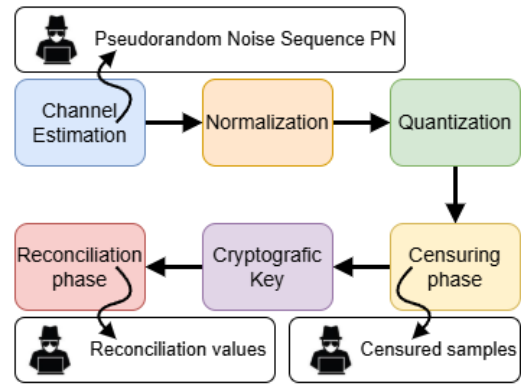 Pseudorandom Noise Sequence PN
Channel
Estimation
Normalization
Quantization
Reconciliation
phase
Cryptografic
Key
Censuring
phase
Reconciliation values
Censured samples